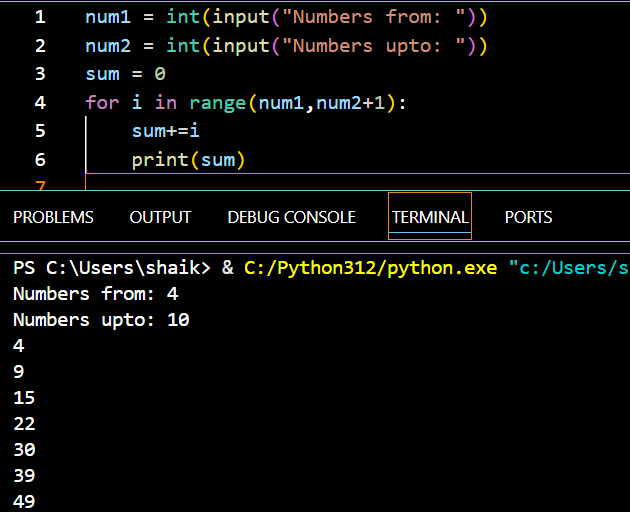 1 num1 = int(input("Numbers from: "))
2 num2 = int(input("Numbers upto: "))
3 sum = 0
4 for i in range(num1,num2+1):
5     sum+=i
6     print(sum)
7
PROBLEMS OUTPUT DEBUG CONSOLE TERMINAL PORTS
PS C:\Users\shaik> & C:/Python312/python.exe "c:/Users/s
Numbers from: 4
Numbers upto: 10
4
9
15
22
30
39
49